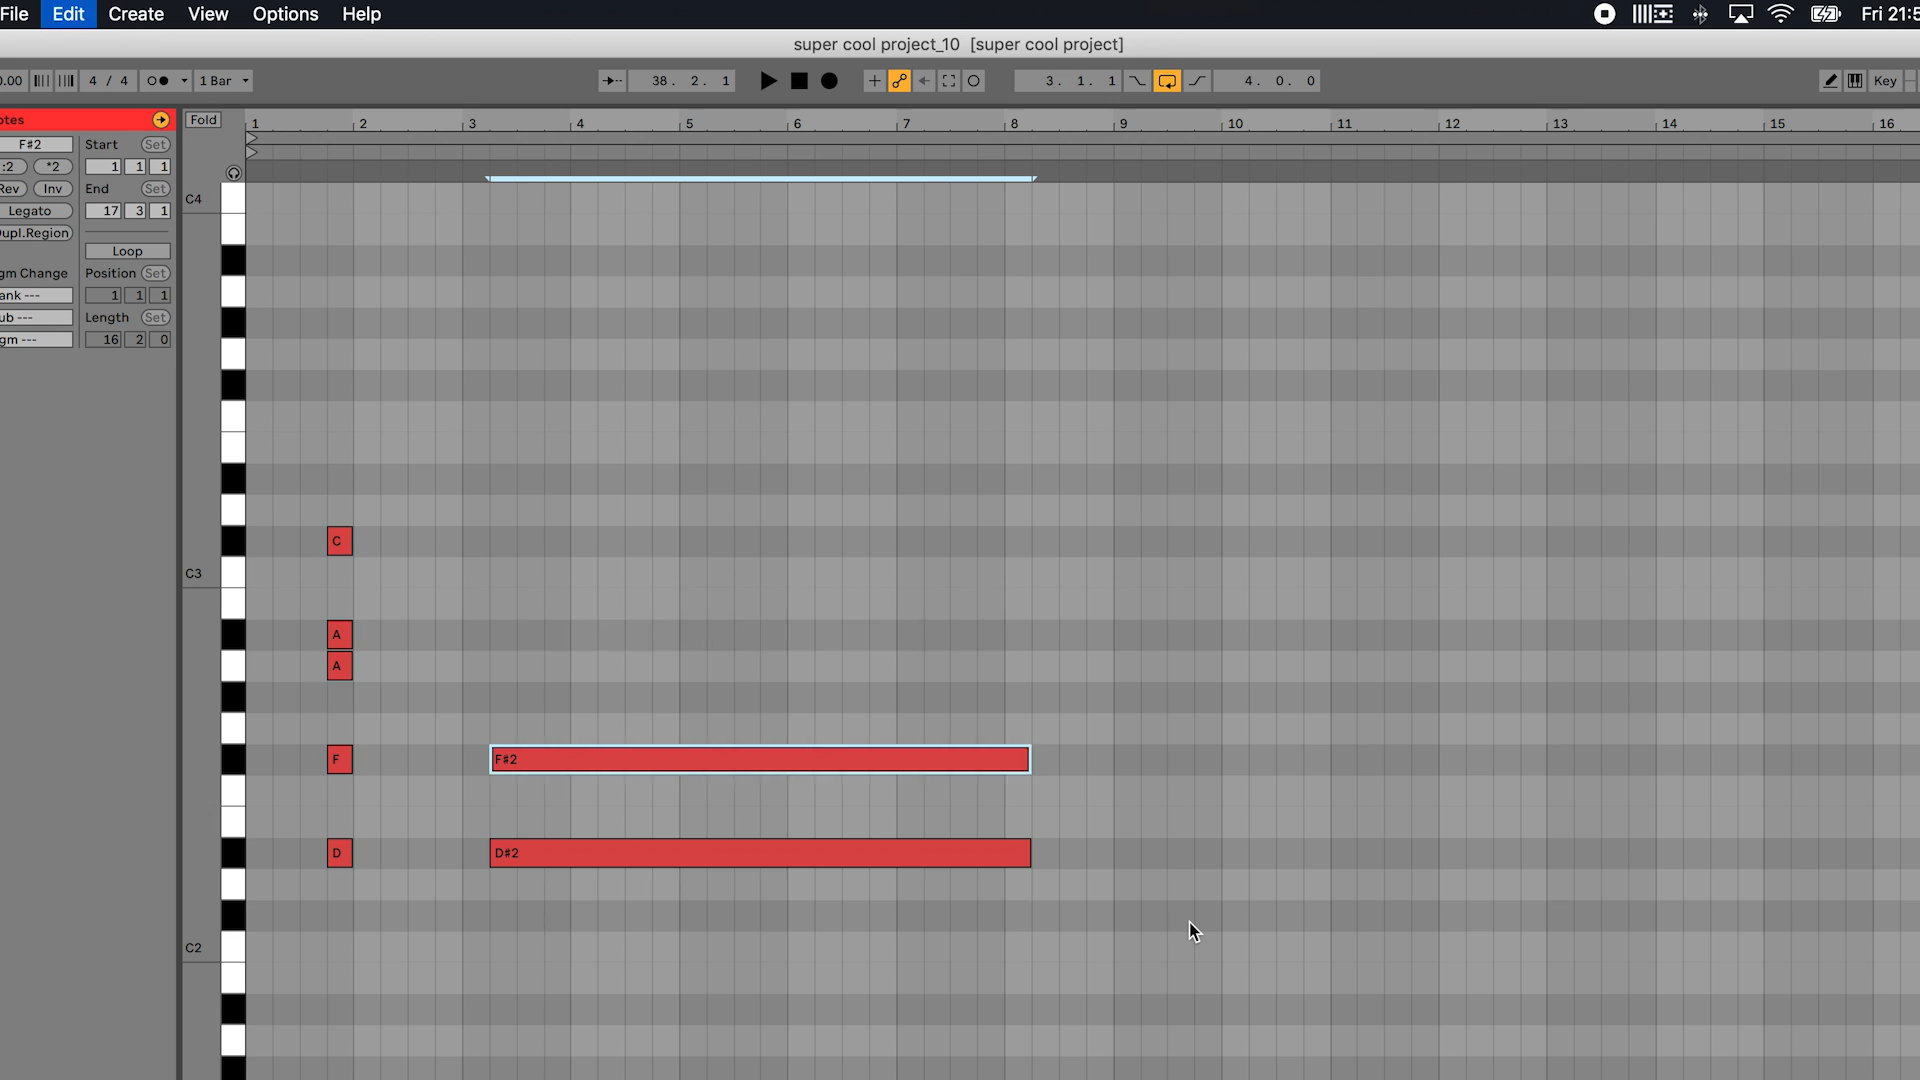 File Edit Create View Options Help Fri 21:5
super cool project_10 [super cool project]
0.00 4 / 4 1 Bar 38. 2. 1 3. 1. 1 4. 0. 0 Key
otes Fold 1 2 3 4 5 6 7 8 9 10 11 12 13 14 15 16
F#2 Start Set
:2 *2 1 1 1
Rev Inv End Set
Legato 17 3 1
Dupl.Region
Loop
gm Change Position Set
ank --- 1 1 1
ub --- Length Set
gm --- 16 2 0
C4
C
C3
A
A
F F#2
D D#2
C2